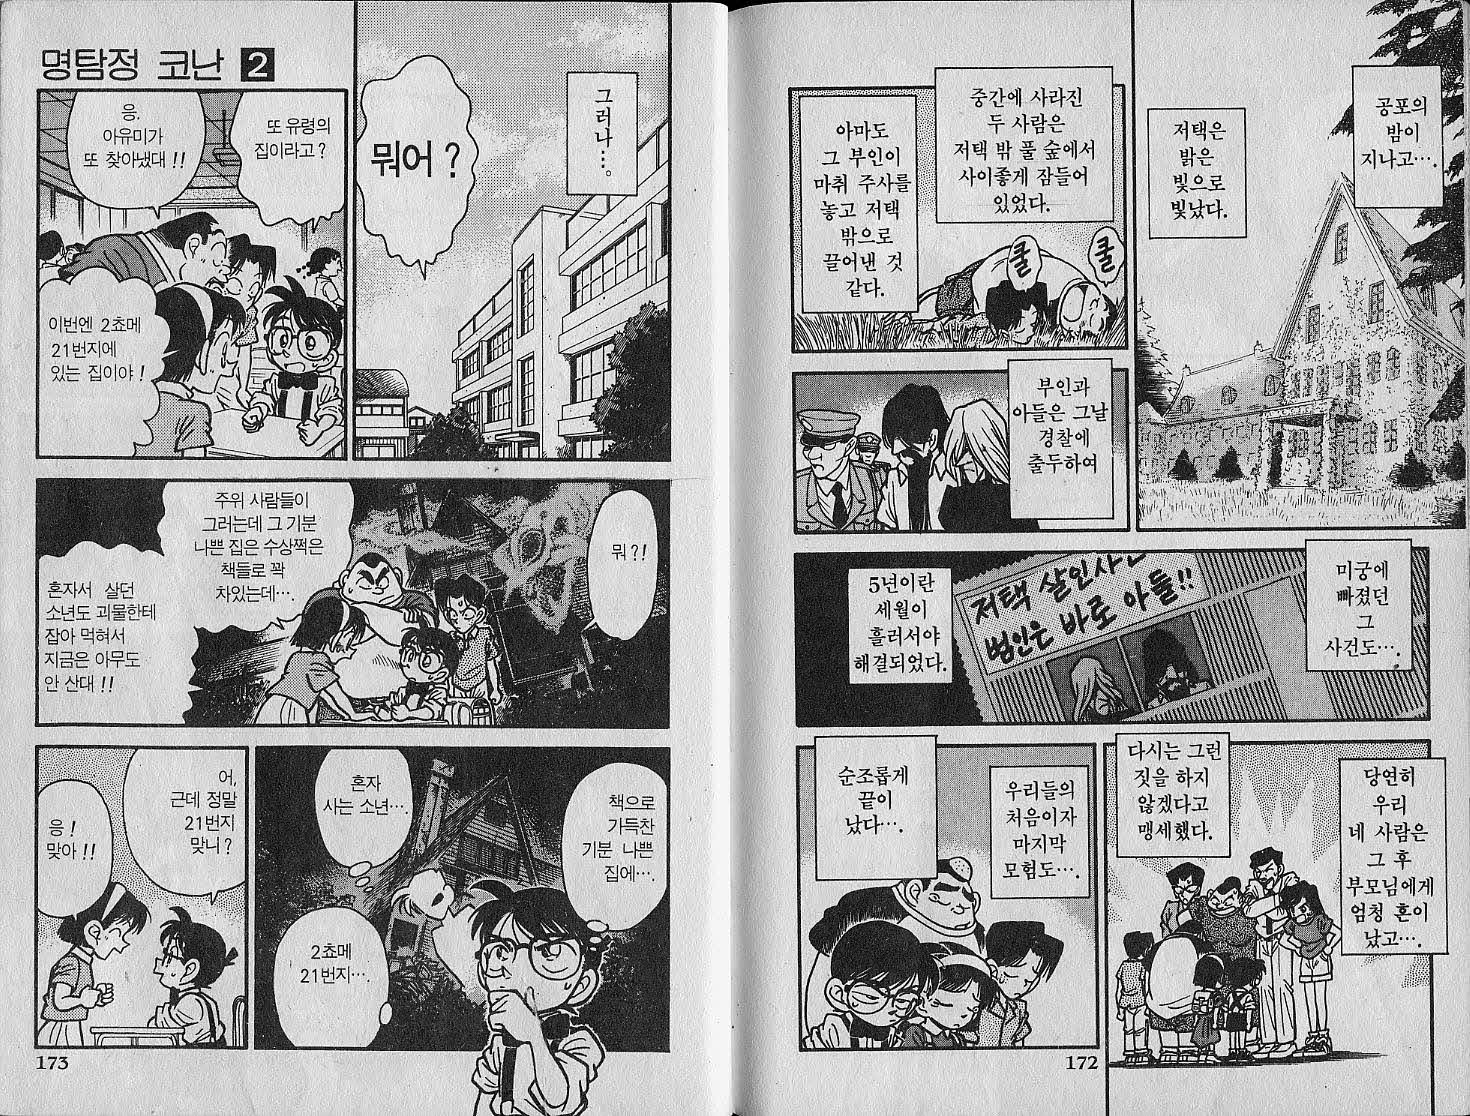 공포의
밤이
지나고….
저택은
밝은
빛으로
빛났다.
중간에 사라진
두 사람은
저택 밖 풀 숲에서
사이좋게 잠들어
있었다.
아마도
그 부인이
마취 주사를
놓고 저택
밖으로
끌어낸 것
같다.
쿨
쿨
부인과
아들은 그날
경찰에
출두하여
미궁에
빠졌던
그
사건도….
저택 살인사건
범인은 바로 아들!!
5년이란
세월이
흘러서야
해결되었다.
당연히
우리
네 사람은
그 후
부모님에게
엄청 혼이
났고….
다시는 그런
짓을 하지
않겠다고
맹세했다.
우리들의
처음이자
마지막
모험도….
순조롭게
끝이
났다….
172
명탐정 코난 2
그러나….
뭐어?
또 유령의
집이라고?
응,
아유미가
또 찾아냈대!!
이번엔 2쵸메
21번지에
있는 집이야!
뭐?!
주위 사람들이
그러는데 그 기분
나쁜 집은 수상쩍은
책들로 꽉
차있는데….
혼자서 살던
소년도 괴물한테
잡아 먹혀서
지금은 아무도
안 산대!!
책으로
가득찬
기분 나쁜
집에….
혼자
사는 소년….
2쵸메
21번지….
어,
근데 정말
21번지
맞니?
응!
맞아!!
173